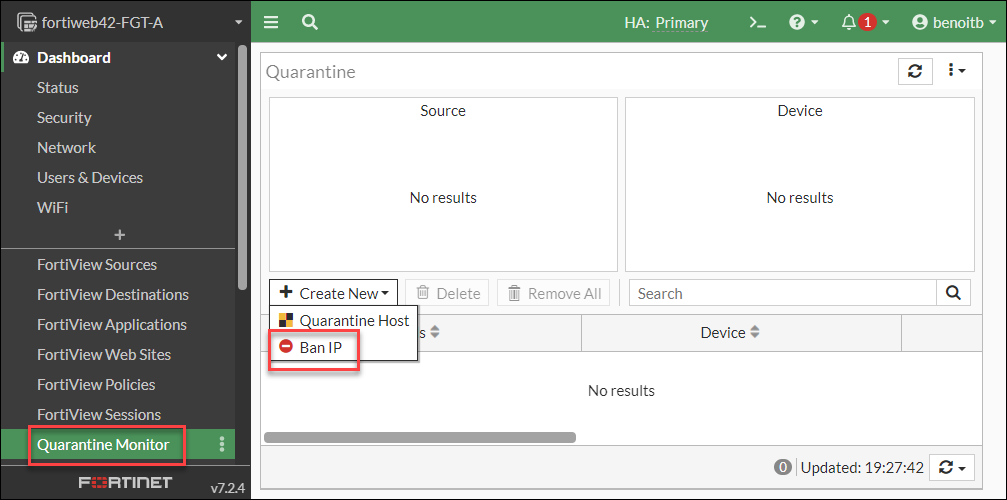 fortiweb42-FGT-A
HA: Primary
>_
?
1
benoitb
Dashboard
Status
Security
Network
Users & Devices
WiFi
+
FortiView Sources
FortiView Destinations
FortiView Applications
FortiView Web Sites
FortiView Policies
FortiView Sessions
Quarantine Monitor
FORTINET
v7.2.4
Quarantine
Source
No results
Device
No results
+ Create New
Delete
Remove All
Search
Quarantine Host
Ban IP
s
Device
No results
0 Updated: 19:27:42